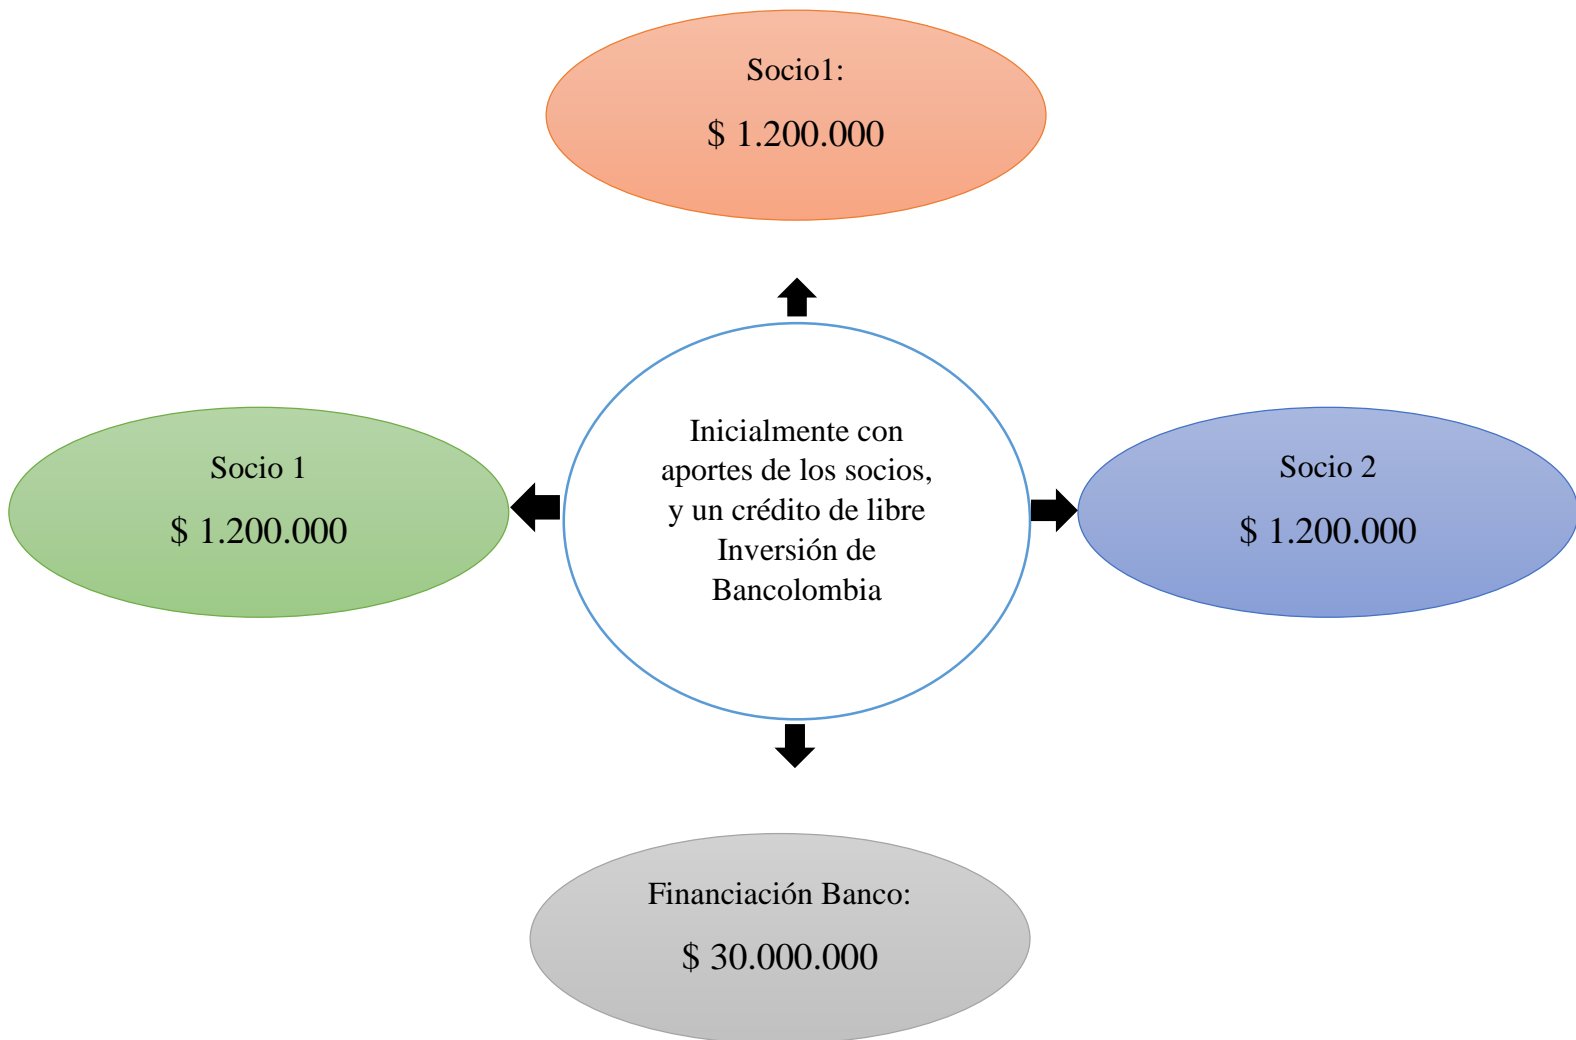 Socio1:
$ 1.200.000
Socio 1
$ 1.200.000
Inicialmente con
aportes de los socios,
y un crédito de libre
Inversión de
Bancolombia
Socio 2
$ 1.200.000
Financiación Banco:
$ 30.000.000